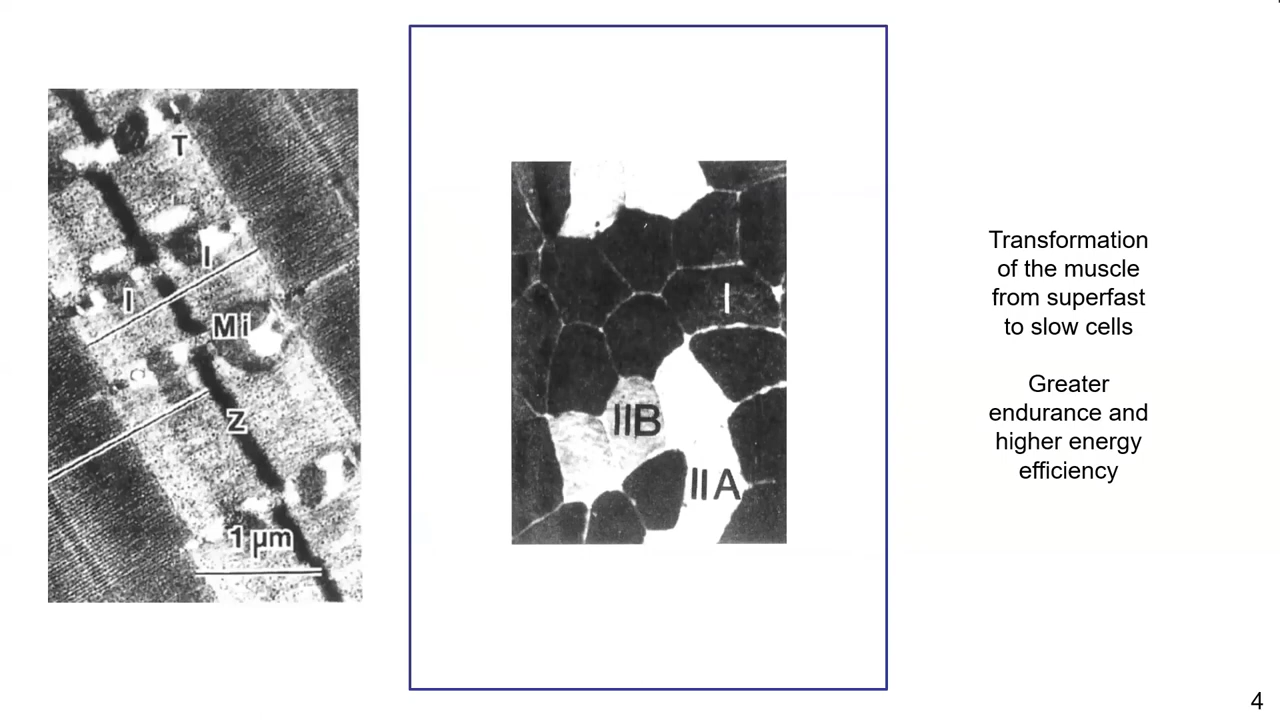 T
I
I
Mi
Z
1 µm
I
IIB
IIA
Transformation
of the muscle
from superfast
to slow cells
Greater
endurance and
higher energy
efficiency
4